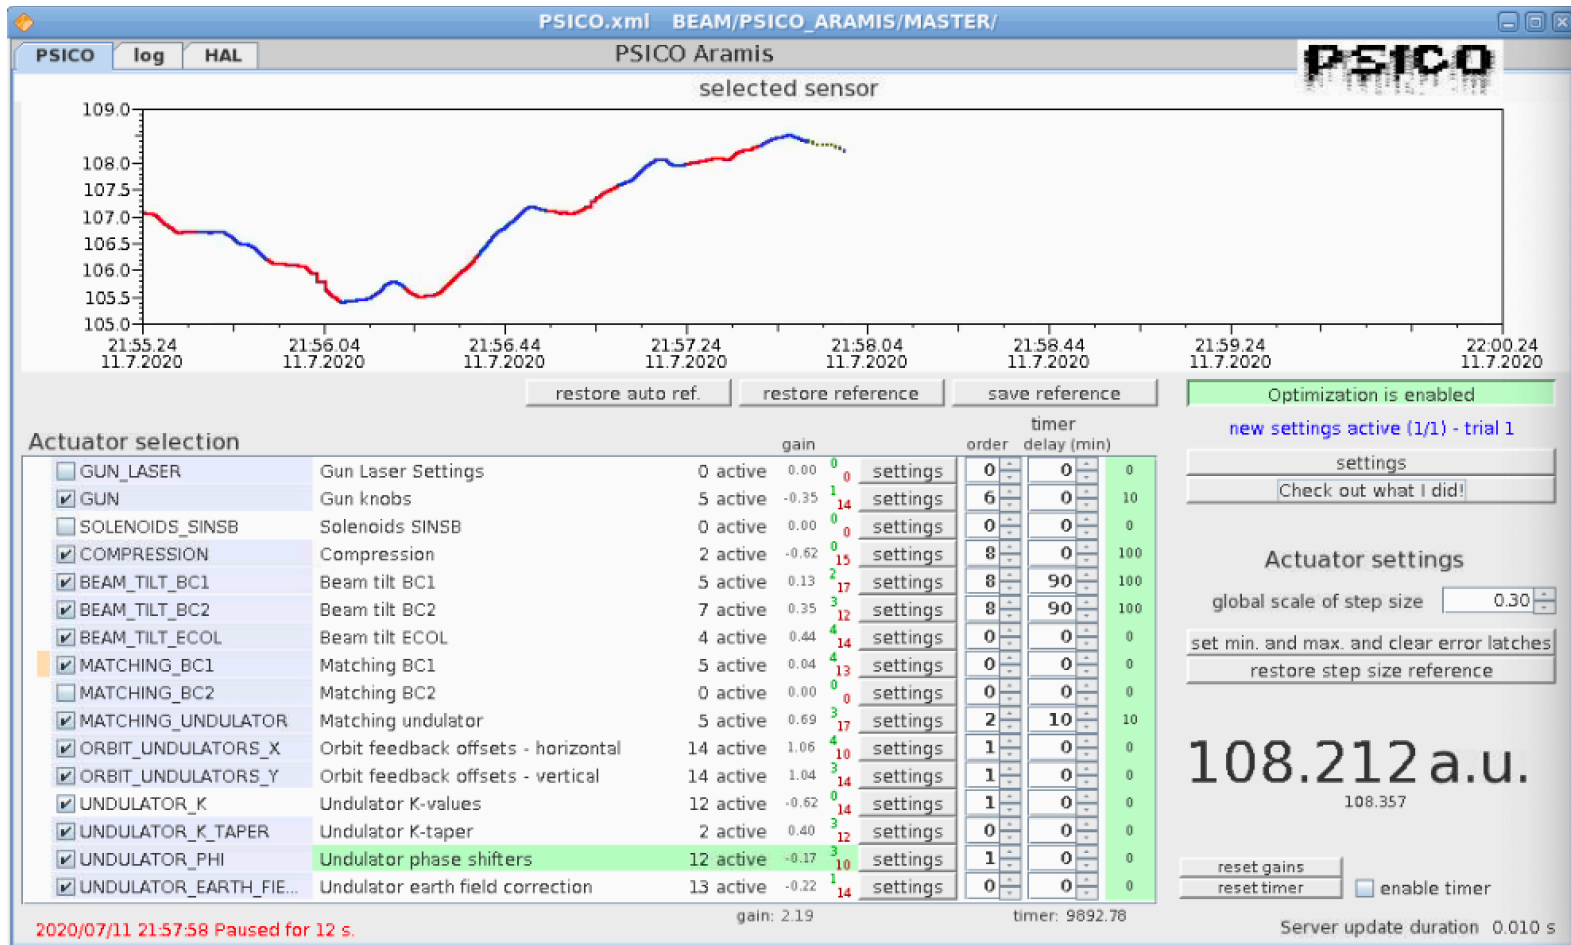 PSICO.xml BEAM/PSICO_ARAMIS/MASTER/
PSICO log HAL PSICO Aramis PSICO
selected sensor
109.0
108.0
107.5
107.0
106.5
106.0
105.5
105.0
21:55.24 21:56.04 21:56.44 21:57.24 21:58.04 21:58.44 21:59.24 22:00.24
11.7.2020 11.7.2020 11.7.2020 11.7.2020 11.7.2020 11.7.2020 11.7.2020 11.7.2020
restore auto ref. restore reference save reference Optimization is enabled
new settings active (1/1) - trial 1
settings
Check out what I did!
Actuator settings
global scale of step size 0.30
set min. and max. and clear error latches
restore step size reference
108.212 a.u.
108.357
reset gains
reset timer enable timer
Server update duration 0.010 s
timer
Actuator selection gain order delay (min)
GUN_LASER Gun Laser Settings 0 active 0.00 0 0 settings 0 0 0
GUN Gun knobs 5 active -0.35 1 14 settings 6 0 10
SOLENOIDS_SINSB Solenoids SINSB 0 active 0.00 0 0 settings 0 0 0
COMPRESSION Compression 2 active -0.62 0 15 settings 8 0 100
BEAM_TILT_BC1 Beam tilt BC1 5 active 0.13 2 17 settings 8 90 100
BEAM_TILT_BC2 Beam tilt BC2 7 active 0.35 3 12 settings 8 90 100
BEAM_TILT_ECOL Beam tilt ECOL 4 active 0.44 4 14 settings 0 0 0
MATCHING_BC1 Matching BC1 5 active 0.04 4 13 settings 0 0 0
MATCHING_BC2 Matching BC2 0 active 0.00 0 0 settings 0 0 0
MATCHING_UNDULATOR Matching undulator 5 active 0.69 3 17 settings 2 10 10
ORBIT_UNDULATORS_X Orbit feedback offsets - horizontal 14 active 1.06 4 10 settings 1 0 0
ORBIT_UNDULATORS_Y Orbit feedback offsets - vertical 14 active 1.04 3 14 settings 1 0 0
UNDULATOR_K Undulator K-values 12 active -0.62 0 14 settings 1 0 0
UNDULATOR_K_TAPER Undulator K-taper 2 active 0.40 3 12 settings 0 0 0
UNDULATOR_PHI Undulator phase shifters 12 active -0.17 3 10 settings 1 0 0
UNDULATOR_EARTH_FIE... Undulator earth field correction 13 active -0.22 1 14 settings 0 0 0
gain: 2.19 timer: 9892.78
2020/07/11 21:57:58 Paused for 12 s.